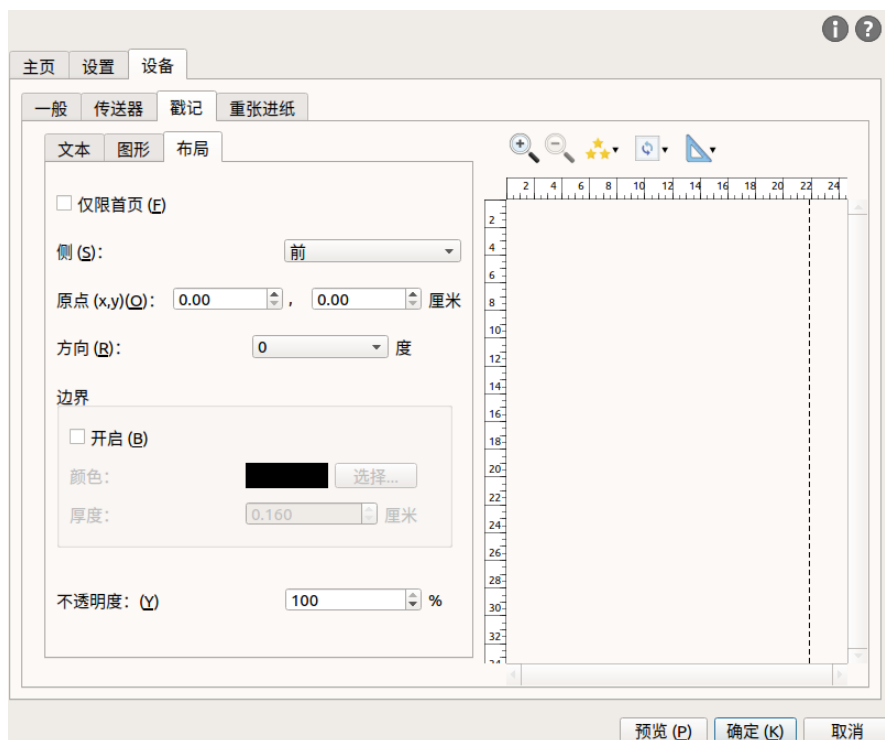 主页 设置 设备
一般 传送器 戳记 重张进纸
文本 图形 布局
仅限首页 (F)
侧 (S)：
前
原点 (x,y)(O)： 0.00 ， 0.00 厘米
方向 (R)： 0 度
边界
开启 (B)
颜色： 选择...
厚度： 0.160 厘米
不透明度：(Y) 100 %
2 4 6 8 10 12 14 16 18 20 22 24
2
4
6
8
10
12
14
16
18
20
22
24
26
28
30
32
预览 (P) 确定 (K) 取消